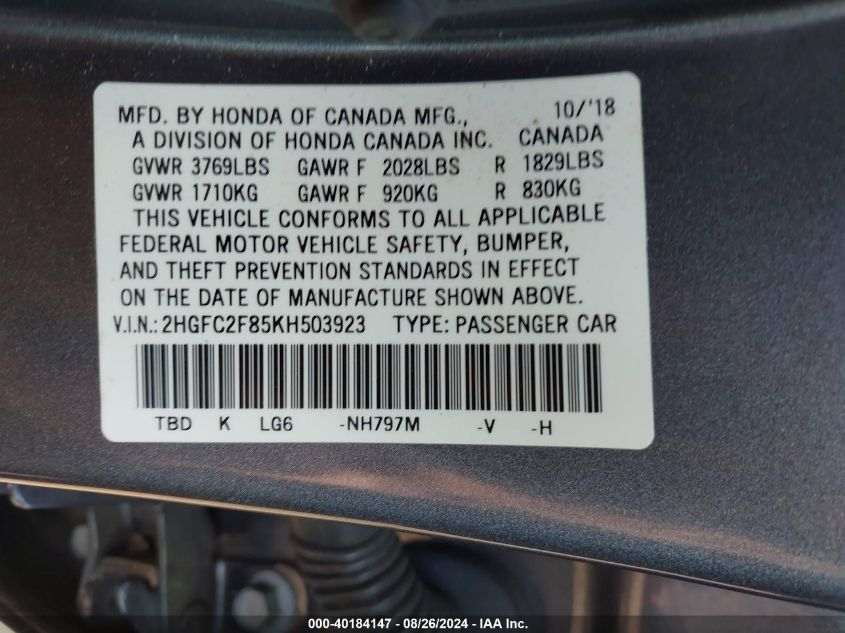 MFD. BY HONDA OF CANADA MFG., 10/'18
A DIVISION OF HONDA CANADA INC. CANADA
GVWR 3769LBS GAWR F 2028LBS R 1829LBS
GVWR 1710KG GAWR F 920KG R 830KG
THIS VEHICLE CONFORMS TO ALL APPLICABLE
FEDERAL MOTOR VEHICLE SAFETY, BUMPER,
AND THEFT PREVENTION STANDARDS IN EFFECT
ON THE DATE OF MANUFACTURE SHOWN ABOVE.
V.I.N.: 2HGFC2F85KH503923 TYPE: PASSENGER CAR
TBD K LG6 -NH797M -V -H
000-40184147 - 08/26/2024 - IAA Inc.